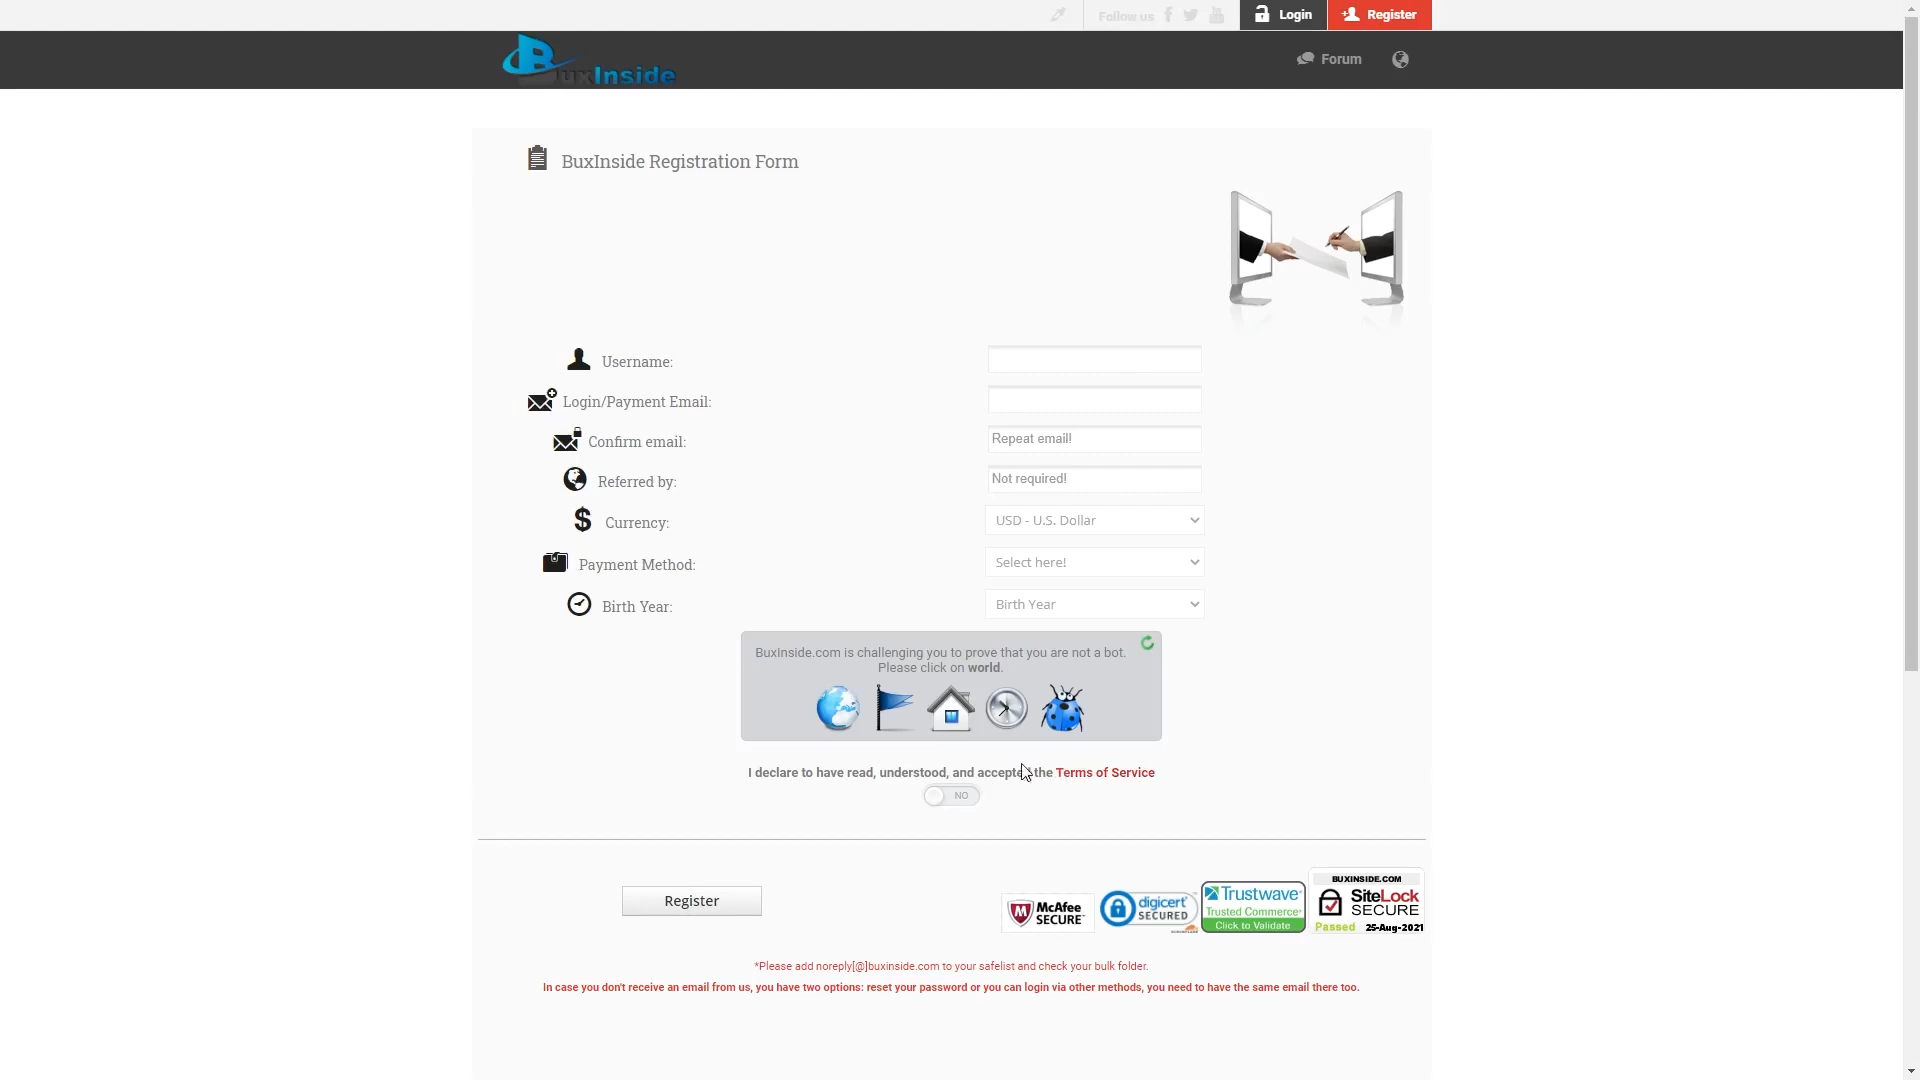 Follow us
Login
Register
BuxInside
Forum
BuxInside Registration Form
Username:
Login/Payment Email:
Confirm email:
Repeat email!
Referred by:
Not required!
Currency:
USD - U.S. Dollar
Payment Method:
Select here!
Birth Year:
Birth Year
BuxInside.com is challenging you to prove that you are not a bot.
Please click on world.
I declare to have read, understood, and accepted the Terms of Service
NO
Register
McAfee
SECURE
digicert
SECURED
Trustwave
Trusted Commerce
Click to Validate
BUXINSIDE.COM
SiteLock
SECURE
Passed 25-Aug-2021
*Please add noreply[@]buxinside.com to your safelist and check your bulk folder.
In case you don't receive an email from us, you have two options: reset your password or you can login via other methods, you need to have the same email there too.